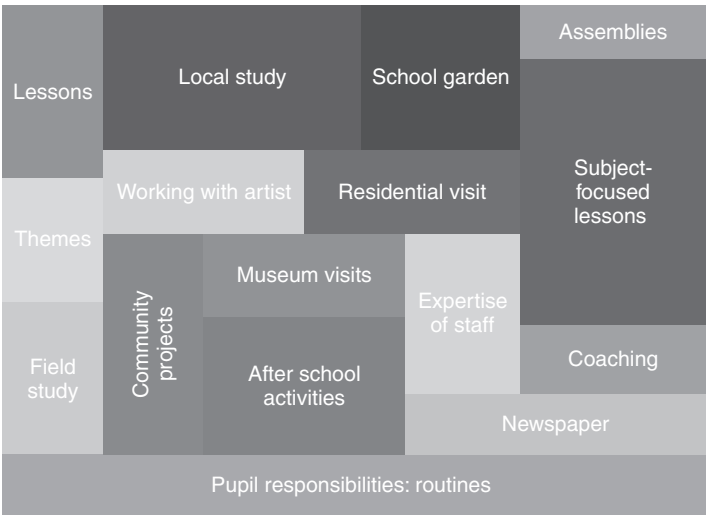 Assemblies
Lessons
Local study
School garden
Working with artist
Residential visit
Subject-
focused
lessons
Themes
Museum visits
Community
projects
Expertise
of staff
Field
study
After school
activities
Coaching
Newspaper
Pupil responsibilities: routines